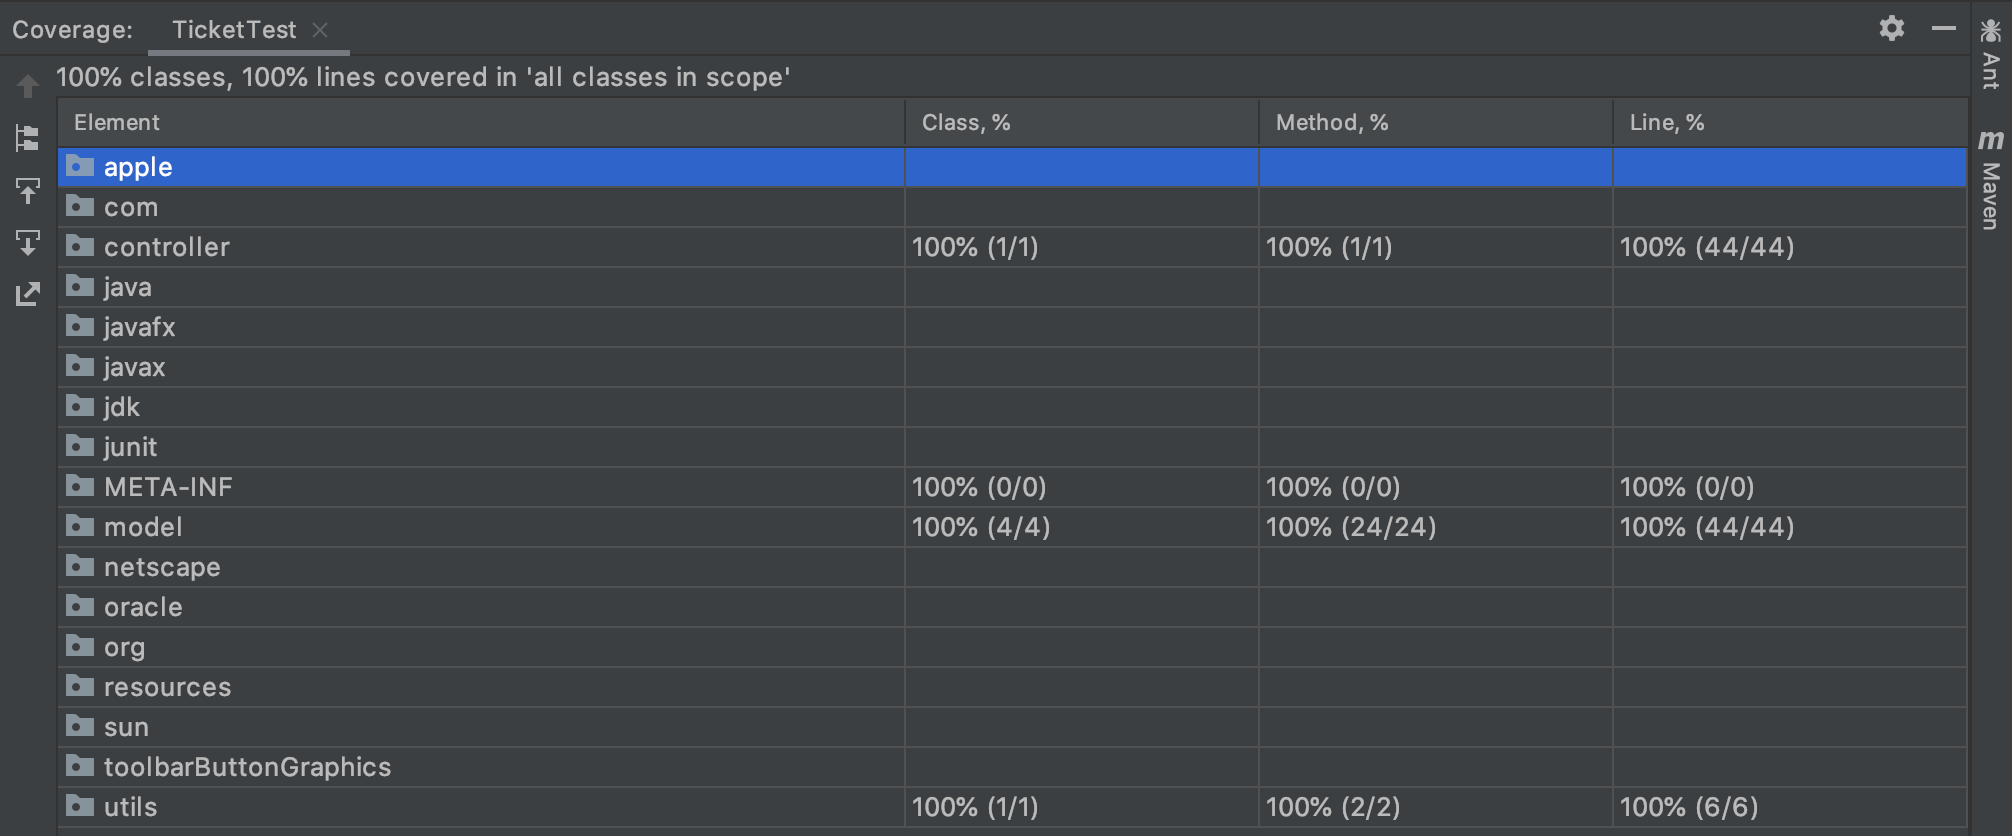 Coverage: TicketTest
100% classes, 100% lines covered in 'all classes in scope'
Element Class, % Method, % Line, %
apple
com
controller 100% (1/1) 100% (1/1) 100% (44/44)
java
javafx
javax
jdk
junit
META-INF 100% (0/0) 100% (0/0) 100% (0/0)
model 100% (4/4) 100% (24/24) 100% (44/44)
netscape
oracle
org
resources
sun
toolbarButtonGraphics
utils 100% (1/1) 100% (2/2) 100% (6/6)
Ant
m Maven